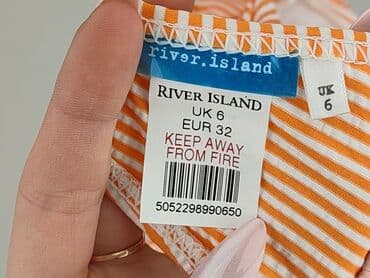 river.island
RIVER ISLAND
UK 6
EUR 32
KEEP AWAY
FROM FIRE
5052298990650
UK
6